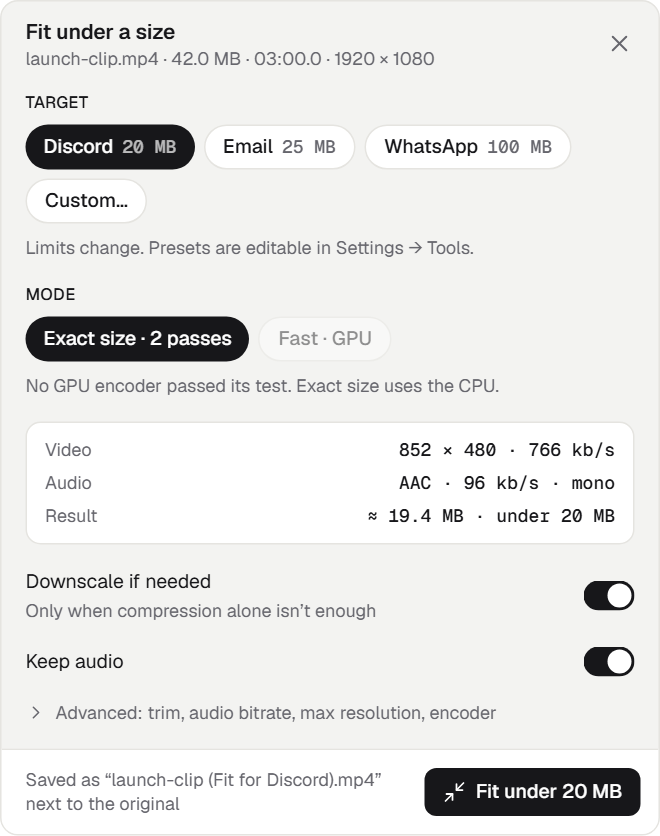 Fit under a size
launch-clip.mp4 · 42.0 MB · 03:00.0 · 1920 × 1080
TARGET
Discord 20 MB
Email 25 MB
WhatsApp 100 MB
Custom…
Limits change. Presets are editable in Settings → Tools.
MODE
Exact size · 2 passes
Fast · GPU
No GPU encoder passed its test. Exact size uses the CPU.
Video 852 × 480 · 766 kb/s
Audio AAC · 96 kb/s · mono
Result ≈ 19.4 MB · under 20 MB
Downscale if needed
Only when compression alone isn’t enough
Keep audio
Advanced: trim, audio bitrate, max resolution, encoder
Saved as “launch-clip (Fit for Discord).mp4”
next to the original
Fit under 20 MB